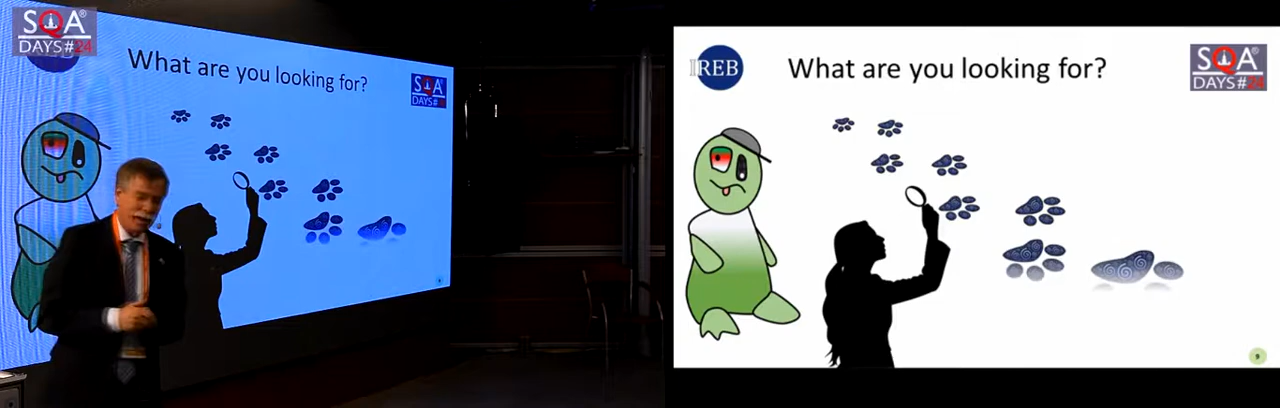 SQA®
DAYS#24
What are you looking for?
SQA
DAYS#
IREB
What are you looking for?
SQA®
DAYS#24
9